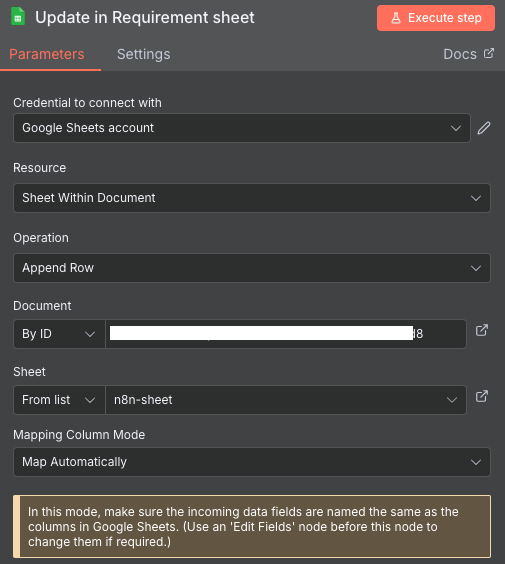 Update in Requirement sheet
Execute step
Parameters
Settings
Docs
Credential to connect with
Google Sheets account
Resource
Sheet Within Document
Operation
Append Row
Document
By ID
Sheet
From list
n8n-sheet
Mapping Column Mode
Map Automatically
In this mode, make sure the incoming data fields are named the same as the
columns in Google Sheets. (Use an 'Edit Fields' node before this node to
change them if required.)